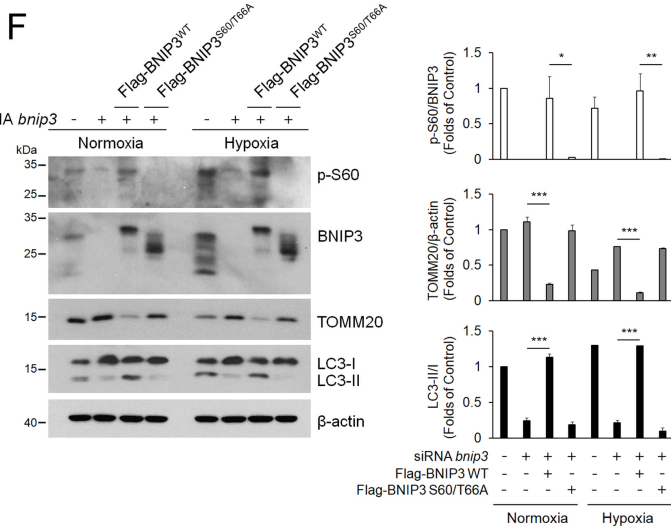 F
Flag-BNIP3WT
Flag-BNIP3S60/T66A
Flag-BNIP3WT
Flag-BNIP3S60/T66A
IA bnip3 - + + + - + + +
Normoxia Hypoxia
kDa
35
25
p-S60
35
25
BNIP3
15
TOMM20
15
LC3-I
LC3-II
40
β-actin
p-S60/BNIP3
(Folds of Control)
1.5
1
0.5
0
* **
TOMM20/β-actin
(Folds of Control)
1.5
1
0.5
0
*** ***
LC3-II/I
(Folds of Control)
1.5
1
0.5
0
*** ***
siRNA bnip3 - + + + - + + +
Flag-BNIP3 WT - - + - - - + -
Flag-BNIP3 S60/T66A - - - + - - - +
Normoxia Hypoxia